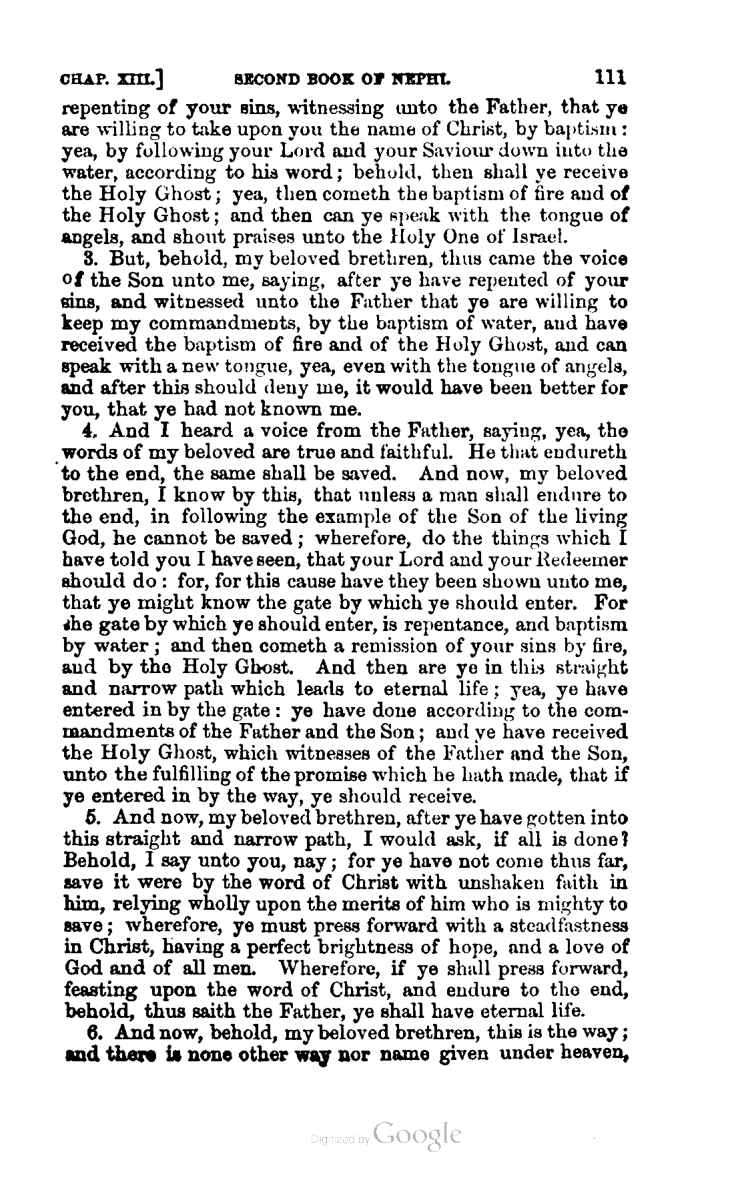 CHAP. XIII.] SECOND BOOK OF NEPHI. 111
repenting of your sins, witnessing unto the Father, that ye
are willing to take upon you the name of Christ, by baptism:
yea, by following your Lord and your Saviour down into the
water, according to his word; behold, then shall ye receive
the Holy Ghost; yea, then cometh the baptism of fire and of
the Holy Ghost; and then can ye speak with the tongue of
angels, and shout praises unto the Holy One of Israel.
3. But, behold, my beloved brethren, thus came the voice
of the Son unto me, saying, after ye have repented of your
sins, and witnessed unto the Father that ye are willing to
keep my commandments, by the baptism of water, and have
received the baptism of fire and of the Holy Ghost, and can
speak with a new tongue, yea, even with the tongue of angels,
and after this should deny me, it would have been better for
you, that ye had not known me.
4. And I heard a voice from the Father, saying, yea, the
words of my beloved are true and faithful. He that endureth
to the end, the same shall be saved. And now, my beloved
brethren, I know by this, that unless a man shall endure to
the end, in following the example of the Son of the living
God, he cannot be saved; wherefore, do the things which I
have told you I have seen, that your Lord and your Redeemer
should do: for, for this cause have they been shown unto me,
that ye might know the gate by which ye should enter. For
the gate by which ye should enter, is repentance, and baptism
by water; and then cometh a remission of your sins by fire,
and by the Holy Ghost. And then are ye in this straight
and narrow path which leads to eternal life; yea, ye have
entered in by the gate: ye have done according to the com-
mandments of the Father and the Son; and ye have received
the Holy Ghost, which witnesses of the Father and the Son,
unto the fulfilling of the promise which he hath made, that if
ye entered in by the way, ye should receive.
5. And now, my beloved brethren, after ye have gotten into
this straight and narrow path, I would ask, if all is done?
Behold, I say unto you, nay; for ye have not come thus far,
save it were by the word of Christ with unshaken faith in
him, relying wholly upon the merits of him who is mighty to
save; wherefore, ye must press forward with a steadfastness
in Christ, having a perfect brightness of hope, and a love of
God and of all men. Wherefore, if ye shall press forward,
feasting upon the word of Christ, and endure to the end,
behold, thus saith the Father, ye shall have eternal life.
6. And now, behold, my beloved brethren, this is the way;
and there is none other way nor name given under heaven,
Digitized by Google